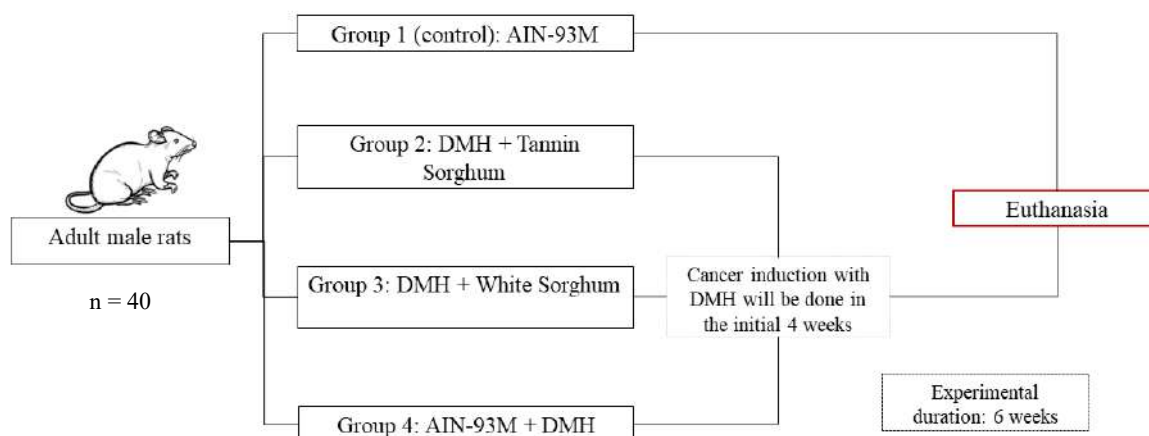 Group 1 (control): AIN-93M
Group 2: DMH + Tannin
Sorghum
Adult male rats
n = 40
Group 3: DMH + White Sorghum
Group 4: AIN-93M + DMH
Cancer induction with
DMH will be done in
the initial 4 weeks
Euthanasia
Experimental
duration: 6 weeks